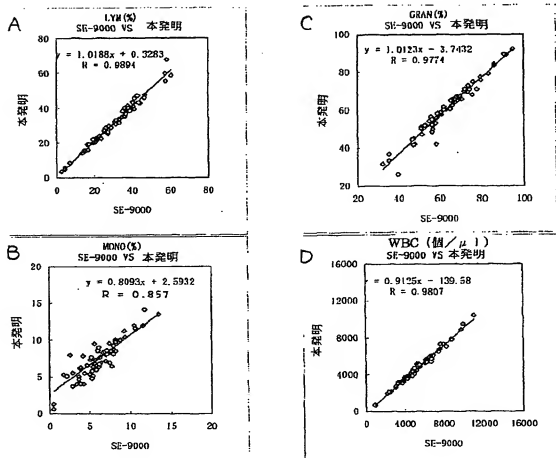 A
LYM(%)
SE-9000 VS 本発明
y = 1.0188x + 0.3283
R = 0.9894
80
60
40
20
0
0 20 40 60 80
本発明
SE-9000
B
MONO(%)
SE-9000 VS 本発明
y = 0.8093x + 2.5932
R = 0.857
20
15
10
5
0
0 5 10 15 20
本発明
SE-9000
C
GRAN(%)
SE-9000 VS 本発明
y = 1.0123x - 3.7432
R = 0.9774
100
80
60
40
20
20 40 60 80 100
本発明
SE-9000
D
WBC (個/μl)
SE-9000 VS 本発明
y = 0.9125x - 139.58
R = 0.9807
16000
12000
8000
4000
0
0 4000 8000 12000 16000
本発明
SE-9000